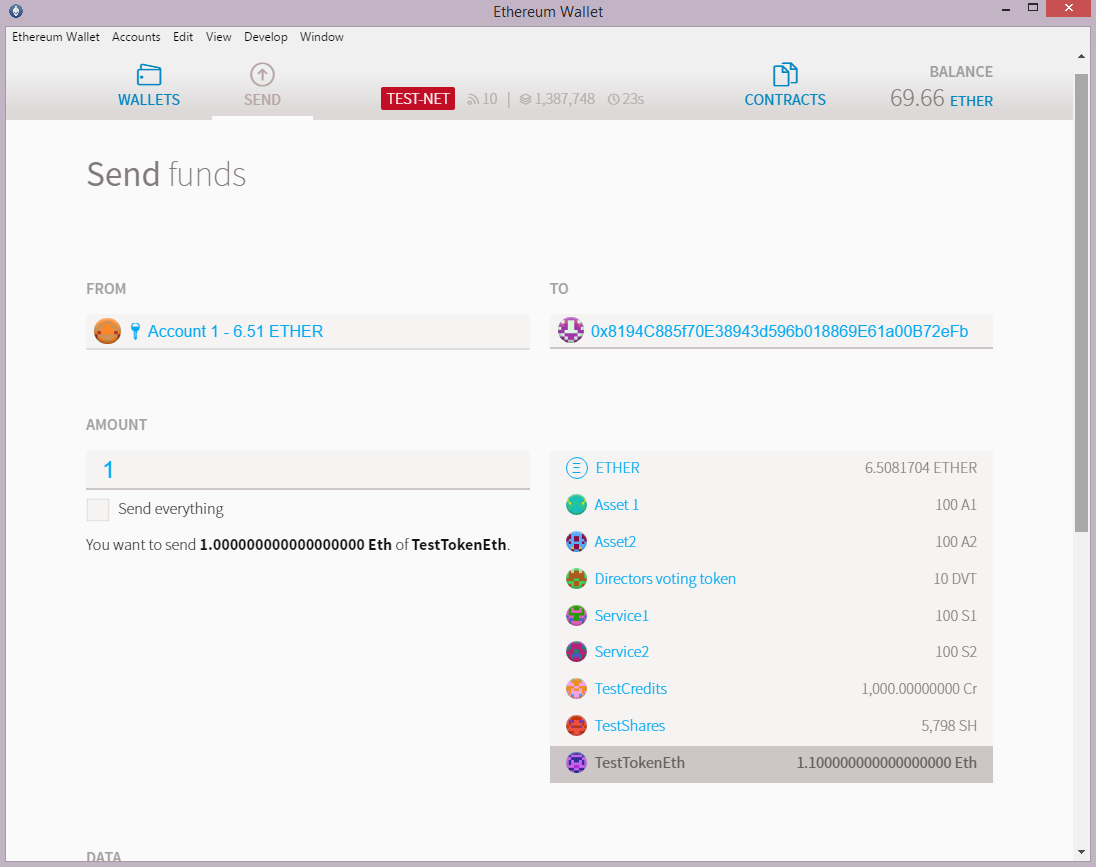 Ethereum Wallet
Ethereum Wallet Accounts Edit View Develop Window
WALLETS SEND TEST-NET 10 | 1,387,748 23s CONTRACTS BALANCE
69.66 ETHER
Send funds
FROM TO
Account 1 - 6.51 ETHER 0x8194C885f70E38943d596b018869E61a00B72eFb
AMOUNT
1
Send everything
You want to send 1.000000000000000000 Eth of TestTokenEth.
ETHER 6.5081704 ETHER
Asset 1 100 A1
Asset2 100 A2
Directors voting token 10 DVT
Service1 100 S1
Service2 100 S2
TestCredits 1,000.00000000 Cr
TestShares 5,798 SH
TestTokenEth 1.100000000000000000 Eth
DATA